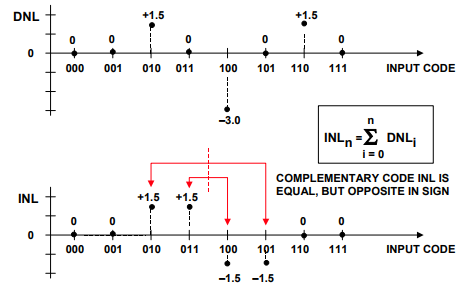 DNL
+1.5 +1.5
0 0 0 0 0 0
000 001 010 011 100 101 110 111 INPUT CODE
–3.0
n
INLn = Σ DNLi
i = 0
COMPLEMENTARY CODE INL IS
EQUAL, BUT OPPOSITE IN SIGN
INL
+1.5 +1.5
0 0 0 0
0
000 001 010 011 100 101 110 111 INPUT CODE
–1.5 –1.5